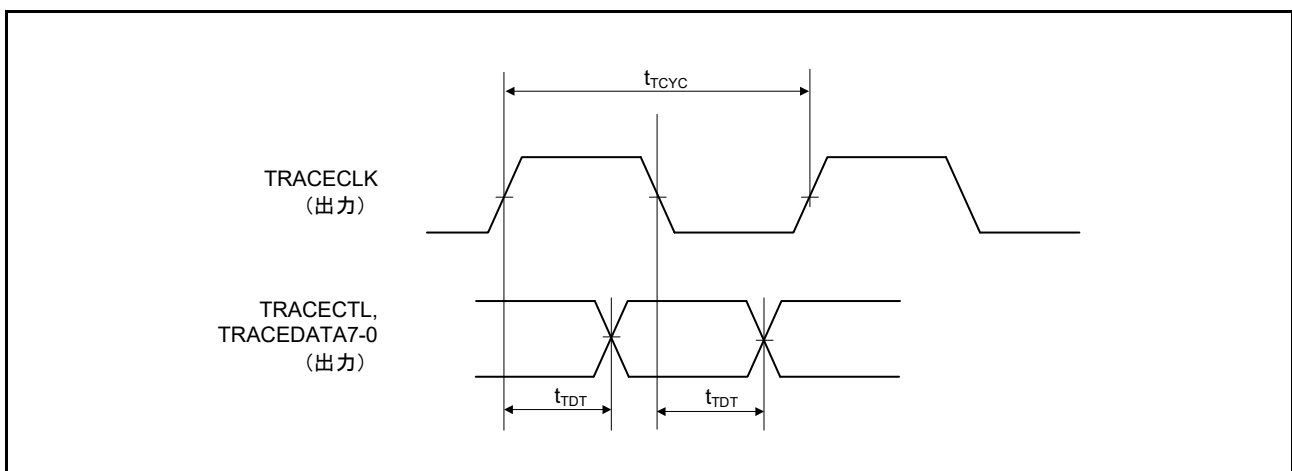 tTCYC
TRACECLK
（出力）
TRACECTL,
TRACEDATA7-0
（出力）
tTDT
tTDT